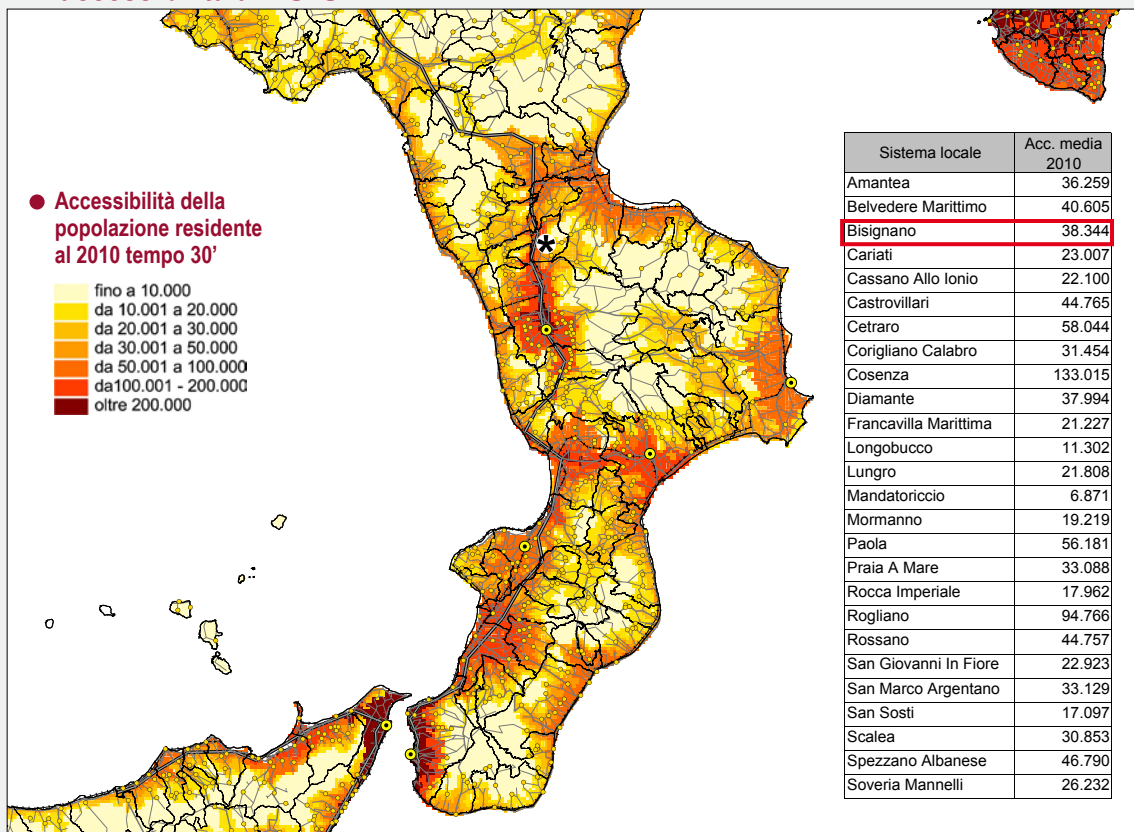 ● Accessibilità della
popolazione residente
al 2010 tempo 30’
fino a 10.000
da 10.001 a 20.000
da 20.001 a 30.000
da 30.001 a 50.000
da 50.001 a 100.000
da100.001 - 200.000
oltre 200.000
*
Sistema locale Acc. media 2010
Amantea 36.259
Belvedere Marittimo 40.605
Bisignano 38.344
Cariati 23.007
Cassano Allo Ionio 22.100
Castrovillari 44.765
Cetraro 58.044
Corigliano Calabro 31.454
Cosenza 133.015
Diamante 37.994
Francavilla Marittima 21.227
Longobucco 11.302
Lungro 21.808
Mandatoriccio 6.871
Mormanno 19.219
Paola 56.181
Praia A Mare 33.088
Rocca Imperiale 17.962
Rogliano 94.766
Rossano 44.757
San Giovanni In Fiore 22.923
San Marco Argentano 33.129
San Sosti 17.097
Scalea 30.853
Spezzano Albanese 46.790
Soveria Mannelli 26.232